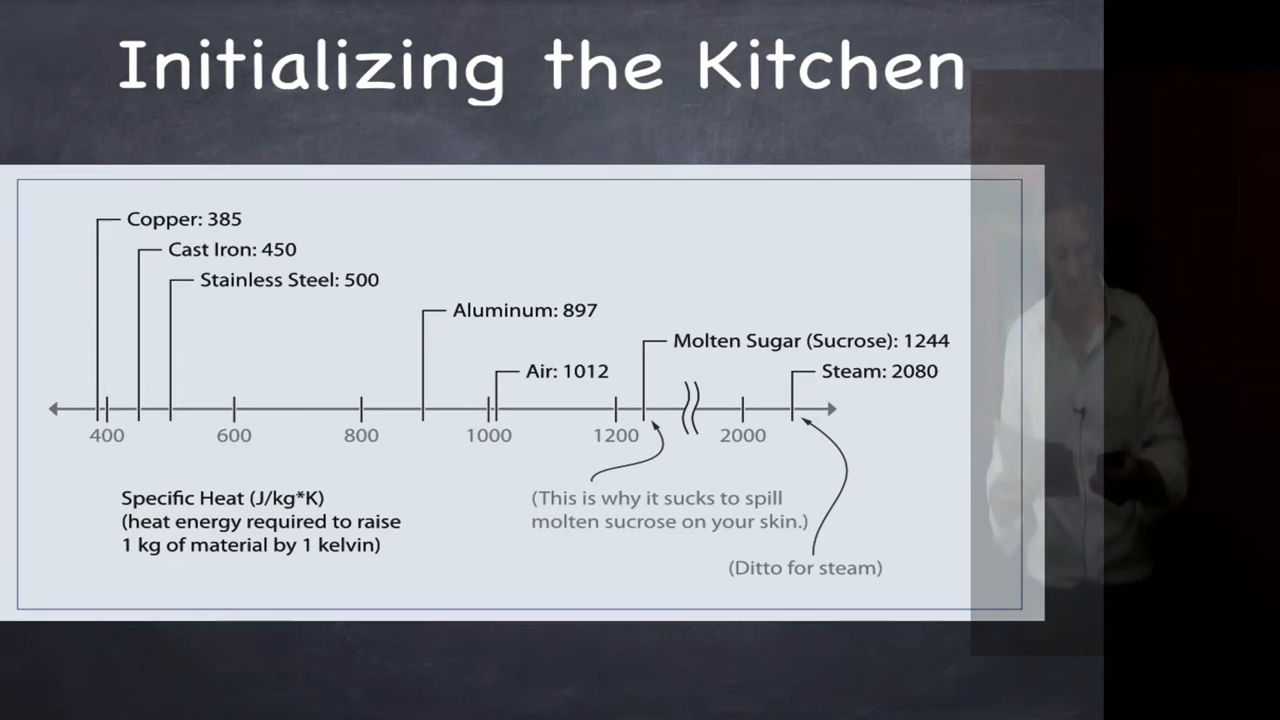 Initializing the Kitchen
Copper: 385
Cast Iron: 450
Stainless Steel: 500
Aluminum: 897
Molten Sugar (Sucrose): 1244
Air: 1012
Steam: 2080
400 600 800 1000 1200 2000
Specific Heat (J/kg*K)
(heat energy required to raise
1 kg of material by 1 kelvin)
(This is why it sucks to spill
molten sucrose on your skin.)
(Ditto for steam)